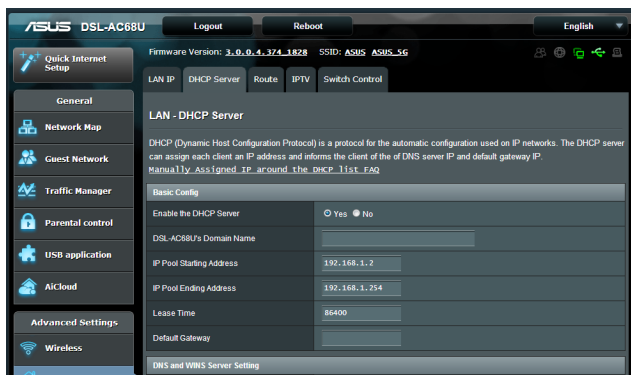 ASUS DSL-AC68U
Logout
Reboot
English
Quick Internet
Setup
Firmware Version: 3.0.0.4.374_1828 SSID: ASUS ASUS_5G
LAN IP
DHCP Server
Route
IPTV
Switch Control
General
Network Map
Guest Network
Traffic Manager
Parental control
USB application
AiCloud
Advanced Settings
Wireless
LAN - DHCP Server
DHCP (Dynamic Host Configuration Protocol) is a protocol for the automatic configuration used on IP networks. The DHCP server
can assign each client an IP address and informs the client of the of DNS server IP and default gateway IP.
Manually Assigned IP around the DHCP list FAQ
Basic Config
Enable the DHCP Server Yes No
DSL-AC68U's Domain Name
IP Pool Starting Address 192.168.1.2
IP Pool Ending Address 192.168.1.254
Lease Time 86400
Default Gateway
DNS and WINS Server Setting